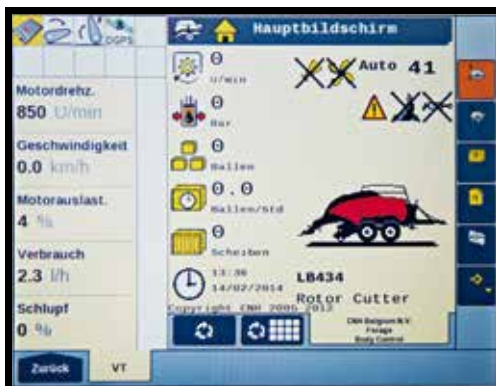 DGPS
Motordrehz.
850 U/min
Geschwindigkeit
0.0 km/h
Motorauslast.
4 %
Verbrauch
2.3 l/h
Schlupf
0 %
Zurück
VT
Hauptbildschirm
0
U/min
0
Bar
0
Ballen
0.0
Ballen/Std
0
Scheiben
13:36
14/02/2014
Copyright CNH 2006-2013
Auto 41
LB434
Rotor Cutter
CNH Belgium N.V.
Forage
Body Control